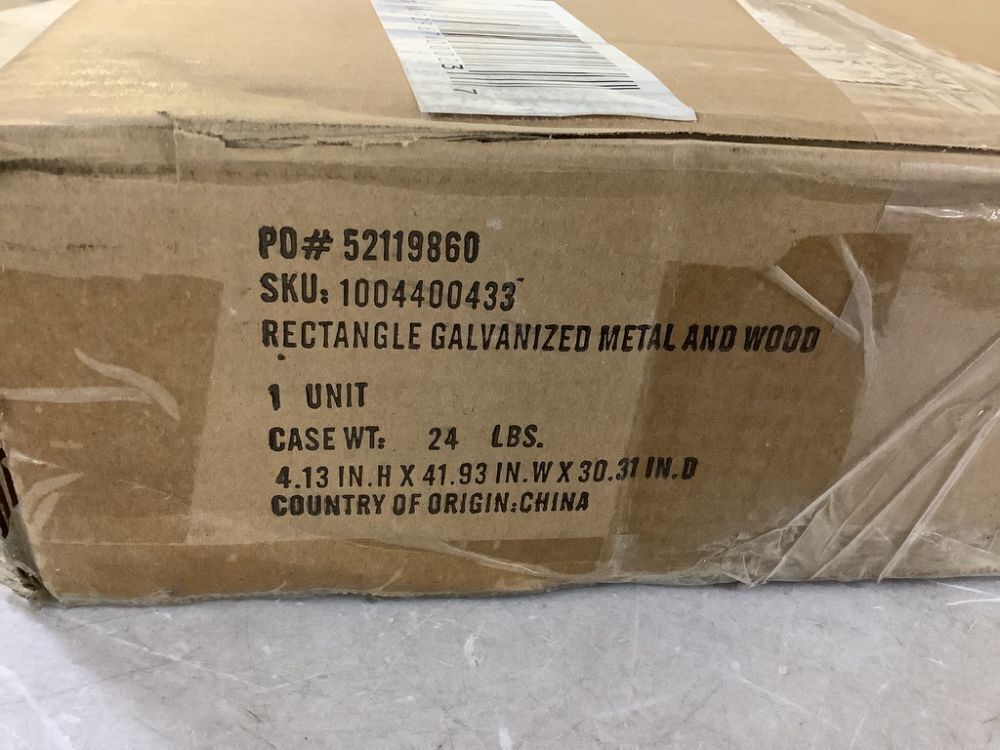 PO# 52119860
SKU: 1004400433
RECTANGLE GALVANIZED METAL AND WOOD
1 UNIT
CASE WT: 24 LBS.
4.13 IN.H X 41.93 IN.W X 30.31 IN.D
COUNTRY OF ORIGIN:CHINA